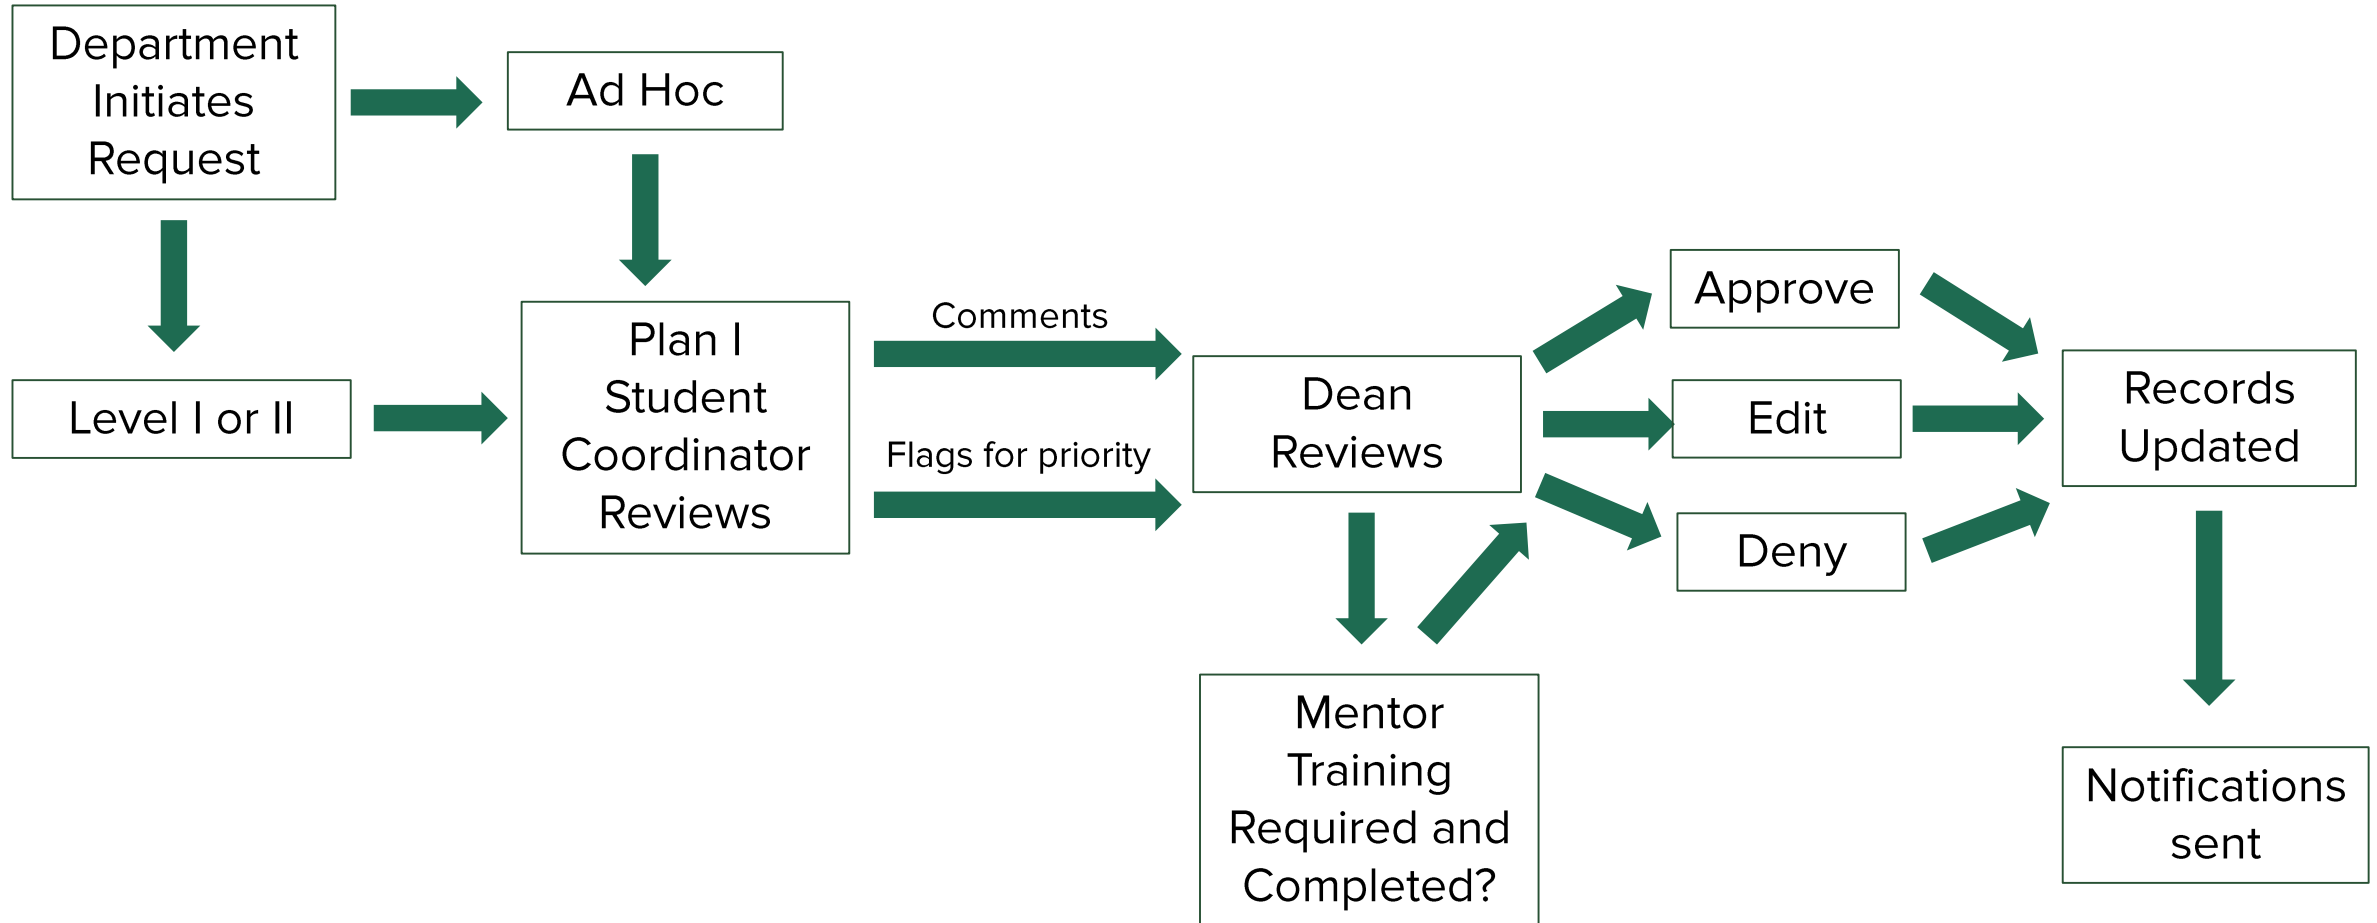 Department
Initiates
Request
Ad Hoc
Level I or II
Plan I
Student
Coordinator
Reviews
Comments
Flags for priority
Dean
Reviews
Mentor
Training
Required and
Completed?
Approve
Edit
Deny
Records
Updated
Notifications
sent